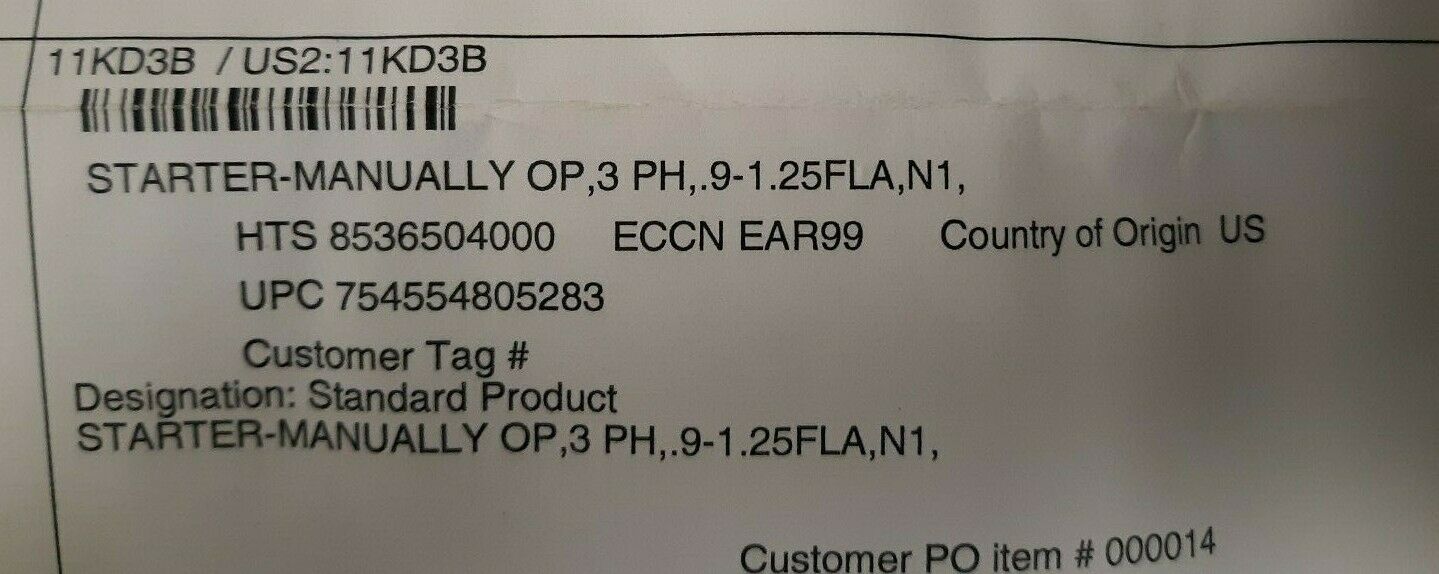 11KD3B / US2:11KD3B
STARTER-MANUALLY OP,3 PH,.9-1.25FLA,N1,
HTS 8536504000 ECCN EAR99 Country of Origin US
UPC 754554805283
Customer Tag #
Designation: Standard Product
STARTER-MANUALLY OP,3 PH,.9-1.25FLA,N1,
Customer PO item # 000014